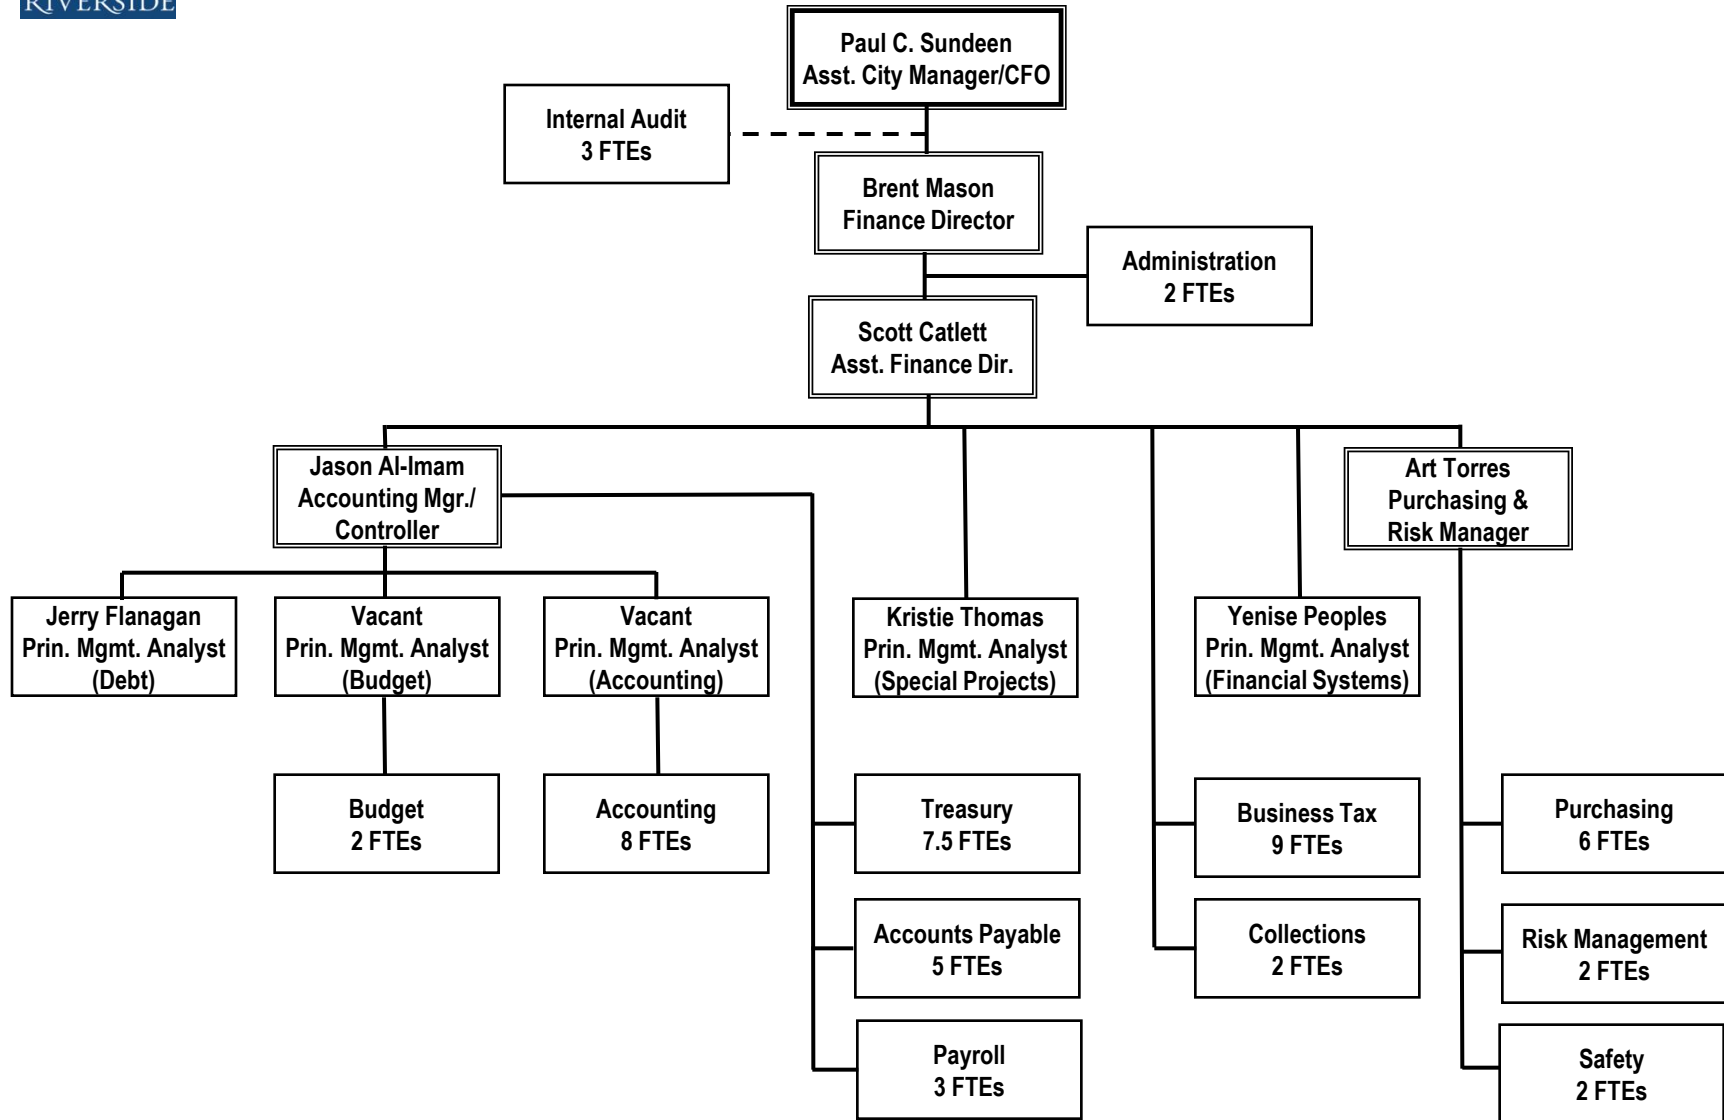 RIVERSIDE
Paul C. Sundeen
Asst. City Manager/CFO
Internal Audit
3 FTEs
Brent Mason
Finance Director
Administration
2 FTEs
Scott Catlett
Asst. Finance Dir.
Jason Al-Imam
Accounting Mgr./
Controller
Art Torres
Purchasing &
Risk Manager
Jerry Flanagan
Prin. Mgmt. Analyst
(Debt)
Vacant
Prin. Mgmt. Analyst
(Budget)
Vacant
Prin. Mgmt. Analyst
(Accounting)
Kristie Thomas
Prin. Mgmt. Analyst
(Special Projects)
Yenise Peoples
Prin. Mgmt. Analyst
(Financial Systems)
Budget
2 FTEs
Accounting
8 FTEs
Treasury
7.5 FTEs
Business Tax
9 FTEs
Purchasing
6 FTEs
Accounts Payable
5 FTEs
Collections
2 FTEs
Risk Management
2 FTEs
Payroll
3 FTEs
Safety
2 FTEs